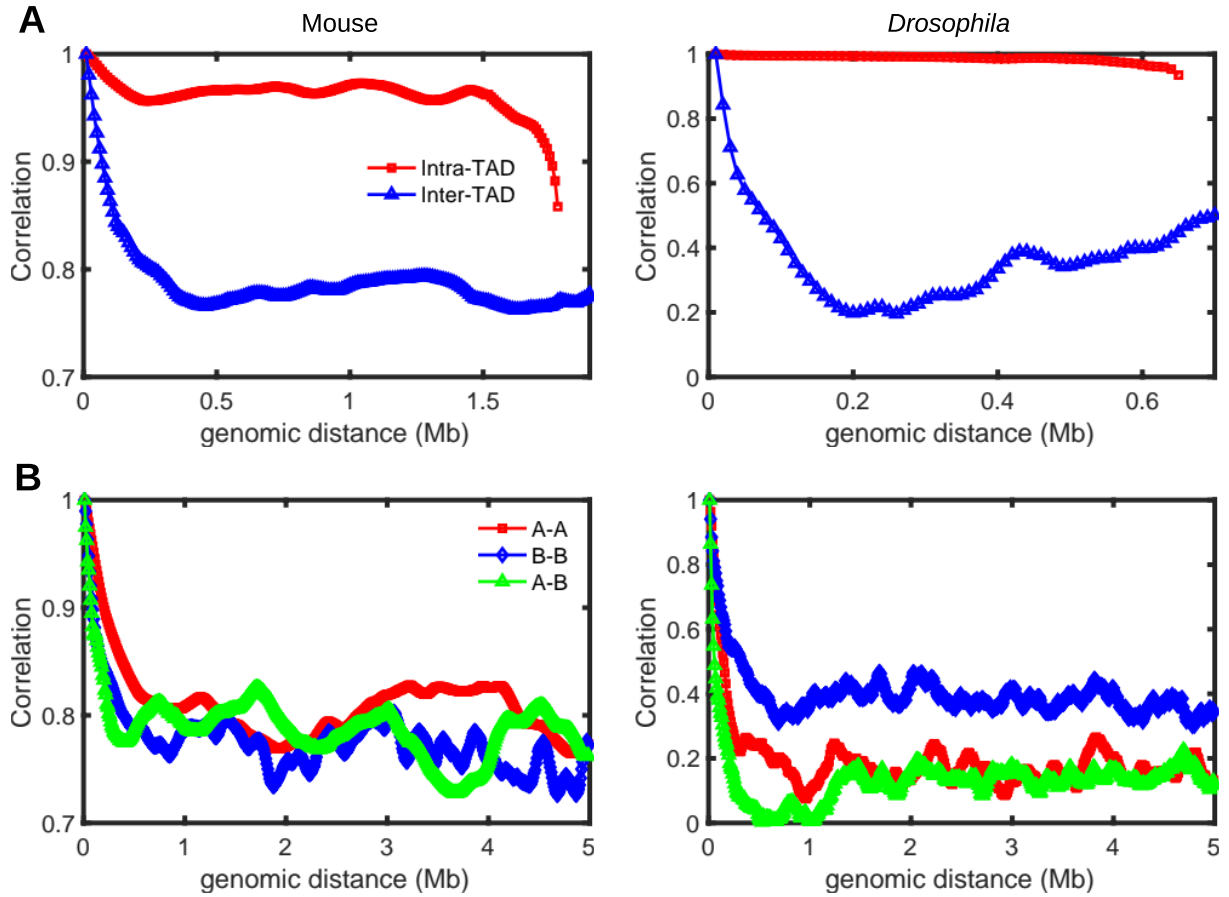 A
Mouse
Drosophila
1
0.9
0.8
0.7
Correlation
Intra-TAD
Inter-TAD
0
0.5
1
1.5
genomic distance (Mb)
1
0.8
0.6
0.4
0.2
0
Correlation
0
0.2
0.4
0.6
genomic distance (Mb)
B
1
0.9
0.8
0.7
Correlation
A-A
B-B
A-B
0
1
2
3
4
5
genomic distance (Mb)
1
0.8
0.6
0.4
0.2
0
Correlation
0
1
2
3
4
5
genomic distance (Mb)